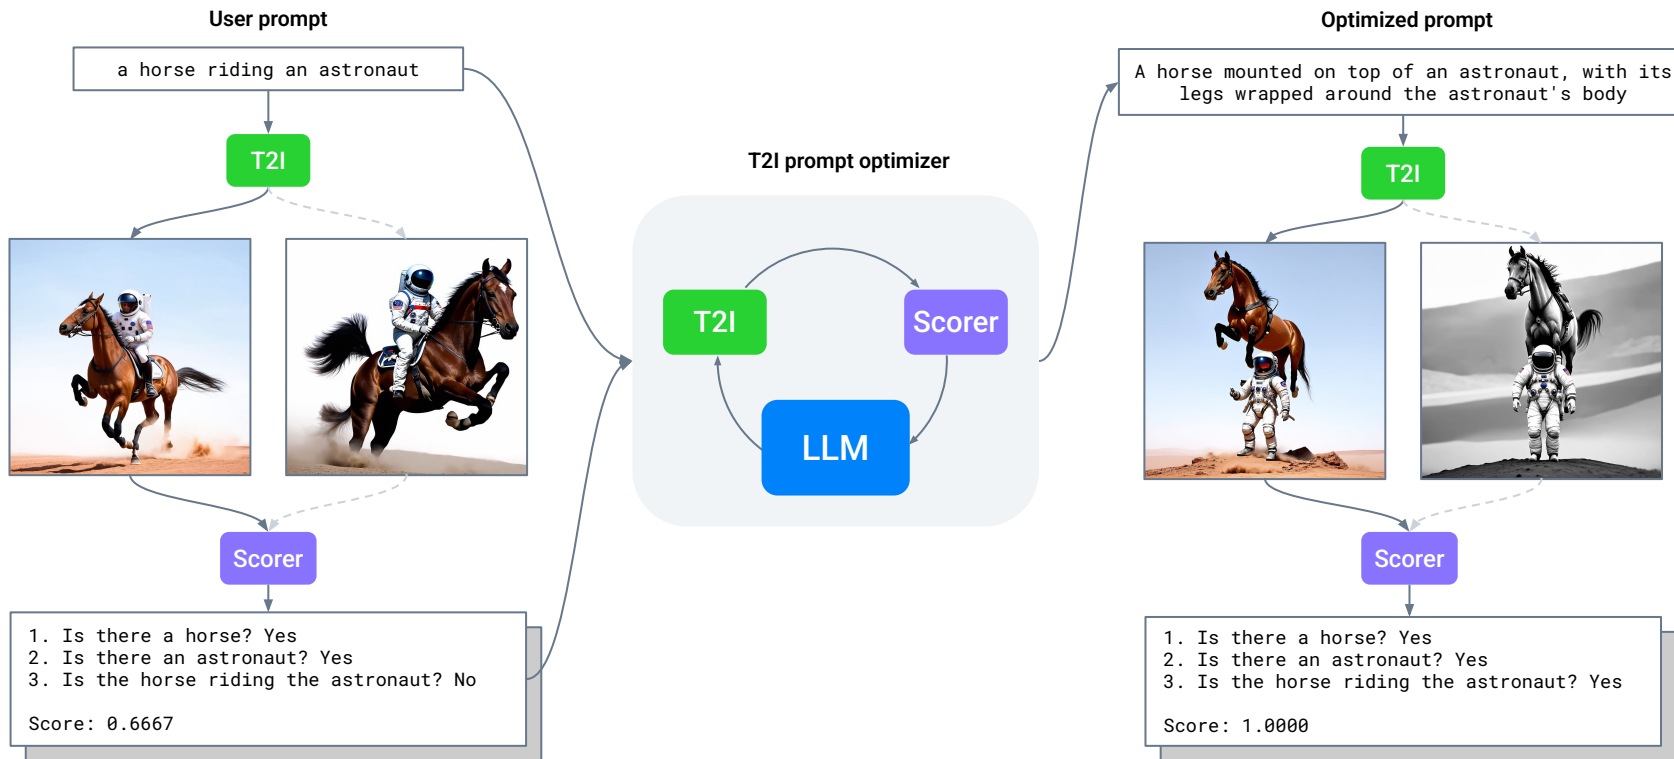 User prompt
a horse riding an astronaut
T2I
Scorer
1. Is there a horse? Yes
2. Is there an astronaut? Yes
3. Is the horse riding the astronaut? No
Score: 0.6667
T2I prompt optimizer
T2I
Scorer
LLM
Optimized prompt
A horse mounted on top of an astronaut, with its
legs wrapped around the astronaut's body
T2I
Scorer
1. Is there a horse? Yes
2. Is there an astronaut? Yes
3. Is the horse riding the astronaut? Yes
Score: 1.0000